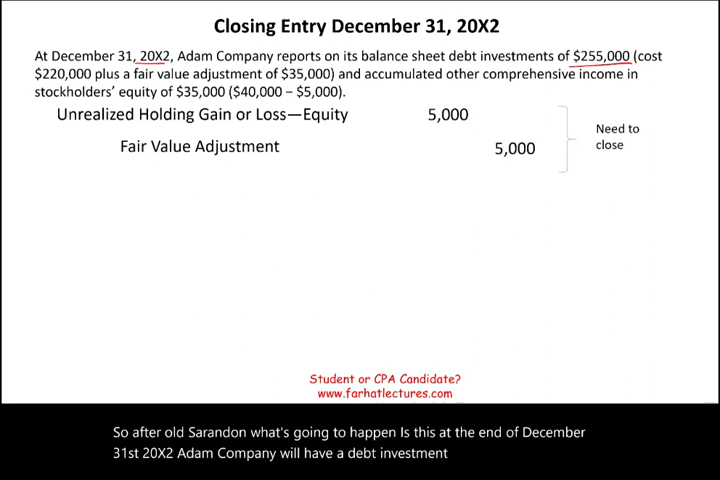 Closing Entry December 31, 20X2
At December 31, 20X2, Adam Company reports on its balance sheet debt investments of $255,000 (cost
$220,000 plus a fair value adjustment of $35,000) and accumulated other comprehensive income in
stockholders' equity of $35,000 ($40,000 – $5,000).
Unrealized Holding Gain or Loss—Equity 5,000
Fair Value Adjustment 5,000
Need to
close
Student or CPA Candidate?
www.farhatlectures.com
So after old Sarandon what's going to happen Is this at the end of December
31st 20X2 Adam Company will have a debt investment